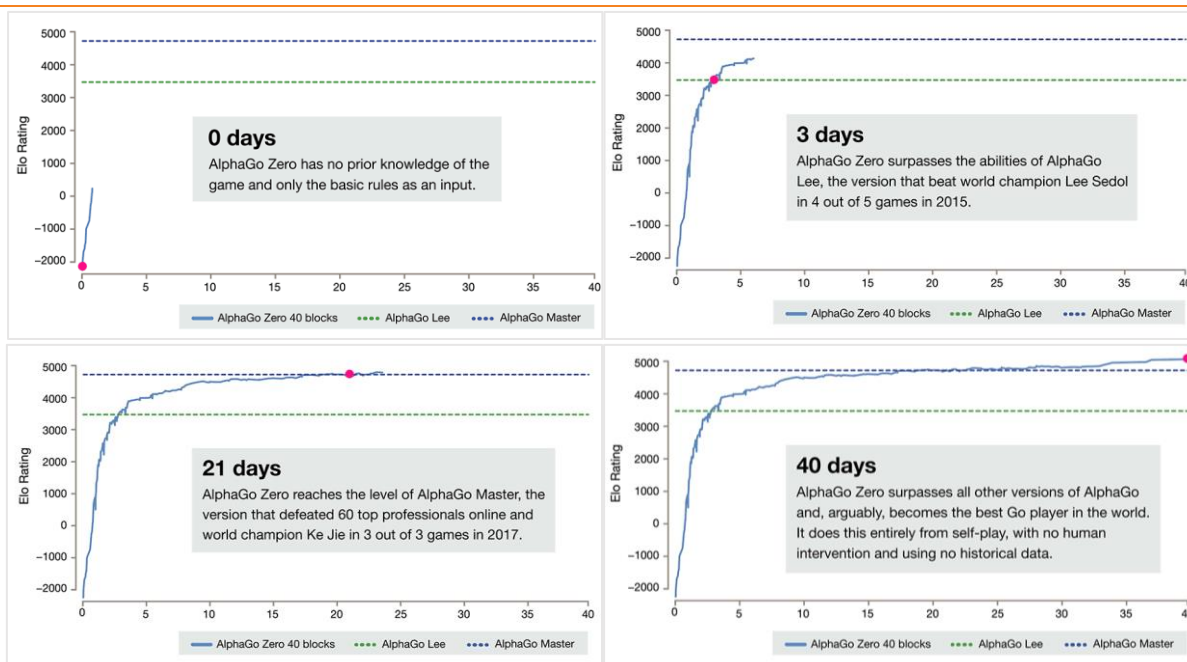 5000
4000
3000
2000
1000
0
−1000
−2000
Elo Rating
0 days
AlphaGo Zero has no prior knowledge of the
game and only the basic rules as an input.
0 5 10 15 20 25 30 35 40
AlphaGo Zero 40 blocks AlphaGo Lee AlphaGo Master
5000
4000
3000
2000
1000
0
−1000
−2000
Elo Rating
3 days
AlphaGo Zero surpasses the abilities of AlphaGo
Lee, the version that beat world champion Lee Sedol
in 4 out of 5 games in 2015.
0 5 10 15 20 25 30 35 40
AlphaGo Zero 40 blocks AlphaGo Lee AlphaGo Master
5000
4000
3000
2000
1000
0
−1000
−2000
Elo Rating
21 days
AlphaGo Zero reaches the level of AlphaGo Master, the
version that defeated 60 top professionals online and
world champion Ke Jie in 3 out of 3 games in 2017.
0 5 10 15 20 25 30 35 40
AlphaGo Zero 40 blocks AlphaGo Lee AlphaGo Master
5000
4000
3000
2000
1000
0
−1000
−2000
Elo Rating
40 days
AlphaGo Zero surpasses all other versions of AlphaGo
and, arguably, becomes the best Go player in the world.
It does this entirely from self-play, with no human
intervention and using no historical data.
0 5 10 15 20 25 30 35 40
AlphaGo Zero 40 blocks AlphaGo Lee AlphaGo Master